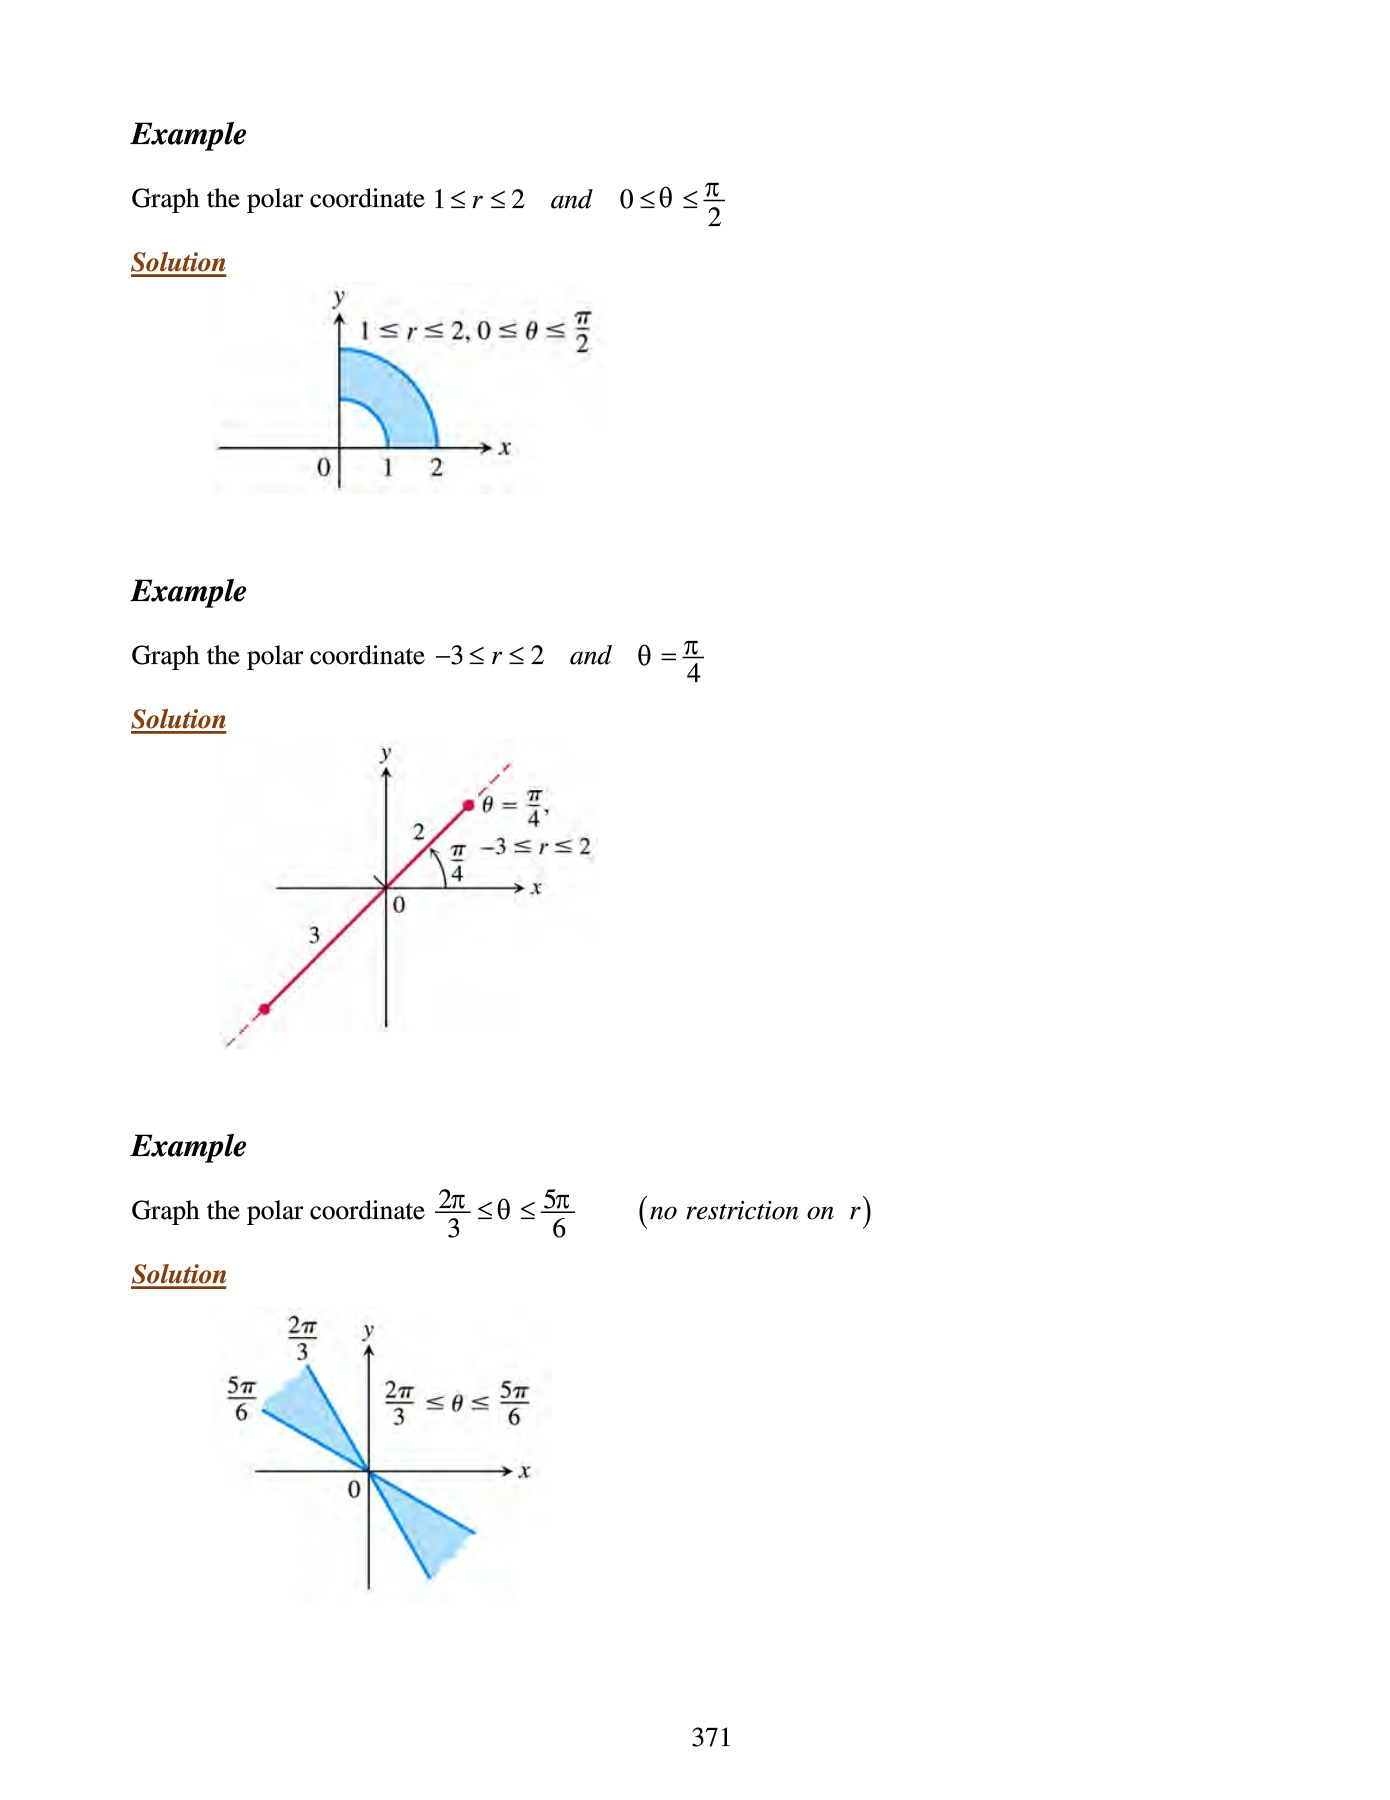 Example
Graph the polar coordinate 1 ≤ r ≤ 2 and 0 ≤ θ ≤ π/2
Solution
y
1 ≤ r ≤ 2, 0 ≤ θ ≤ π/2
x
0 1 2
Example
Graph the polar coordinate −3 ≤ r ≤ 2 and θ = π/4
Solution
y
θ = π/4,
2
π/4 −3 ≤ r ≤ 2
x
0
3
Example
Graph the polar coordinate 2π/3 ≤ θ ≤ 5π/6 (no restriction on r)
Solution
2π/3 y
5π/6 2π/3 ≤ θ ≤ 5π/6
x
0
371